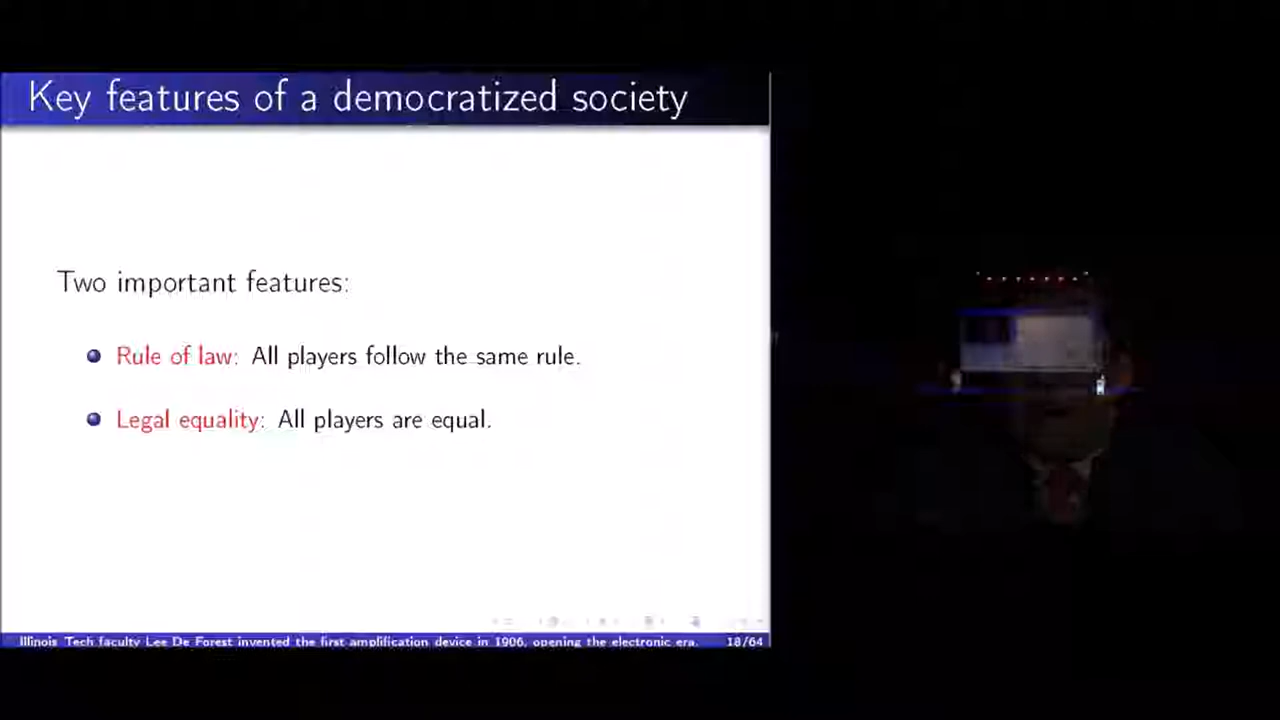 Key features of a democratized society
Two important features:
Rule of law: All players follow the same rule.
Legal equality: All players are equal.
Illinois Tech faculty Lee De Forest invented the first amplification device in 1906, opening the electronic era. 18/64